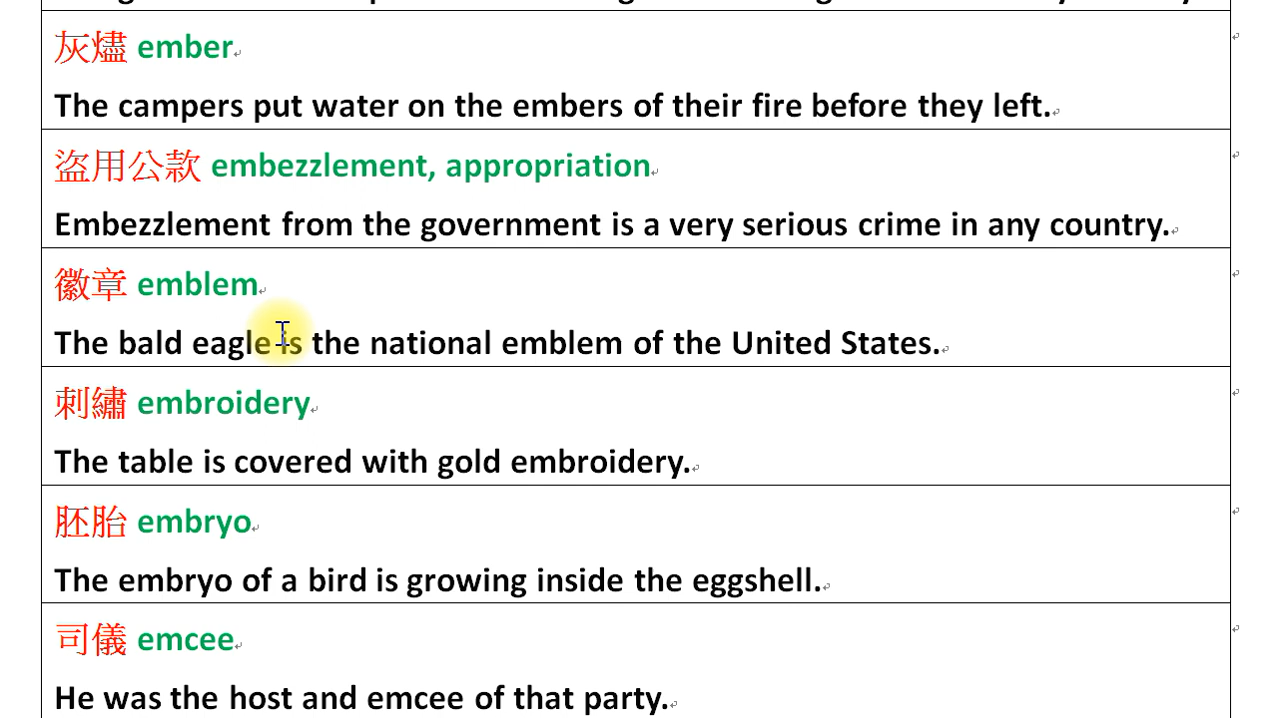 灰燼 ember
The campers put water on the embers of their fire before they left.
盜用公款 embezzlement, appropriation
Embezzlement from the government is a very serious crime in any country.
徽章 emblem
The bald eagle is the national emblem of the United States.
刺繡 embroidery
The table is covered with gold embroidery.
胚胎 embryo
The embryo of a bird is growing inside the eggshell.
司儀 emcee
He was the host and emcee of that party.